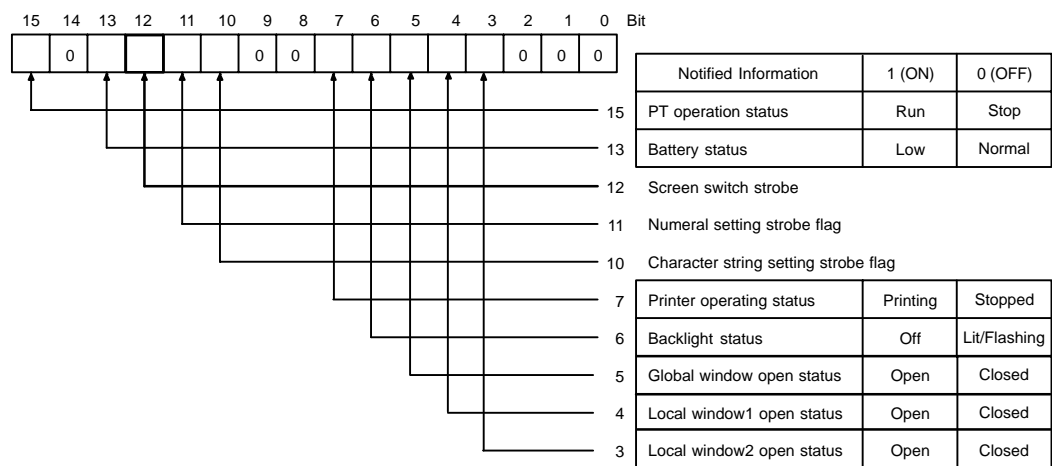 15 14 13 12 11 10 9 8 7 6 5 4 3 2 1 0 Bit
0 0 0 0 0 0
Notified Information 1 (ON) 0 (OFF)
15 PT operation status Run Stop
13 Battery status Low Normal
12 Screen switch strobe
11 Numeral setting strobe flag
10 Character string setting strobe flag
7 Printer operating status Printing Stopped
6 Backlight status Off Lit/Flashing
5 Global window open status Open Closed
4 Local window1 open status Open Closed
3 Local window2 open status Open Closed